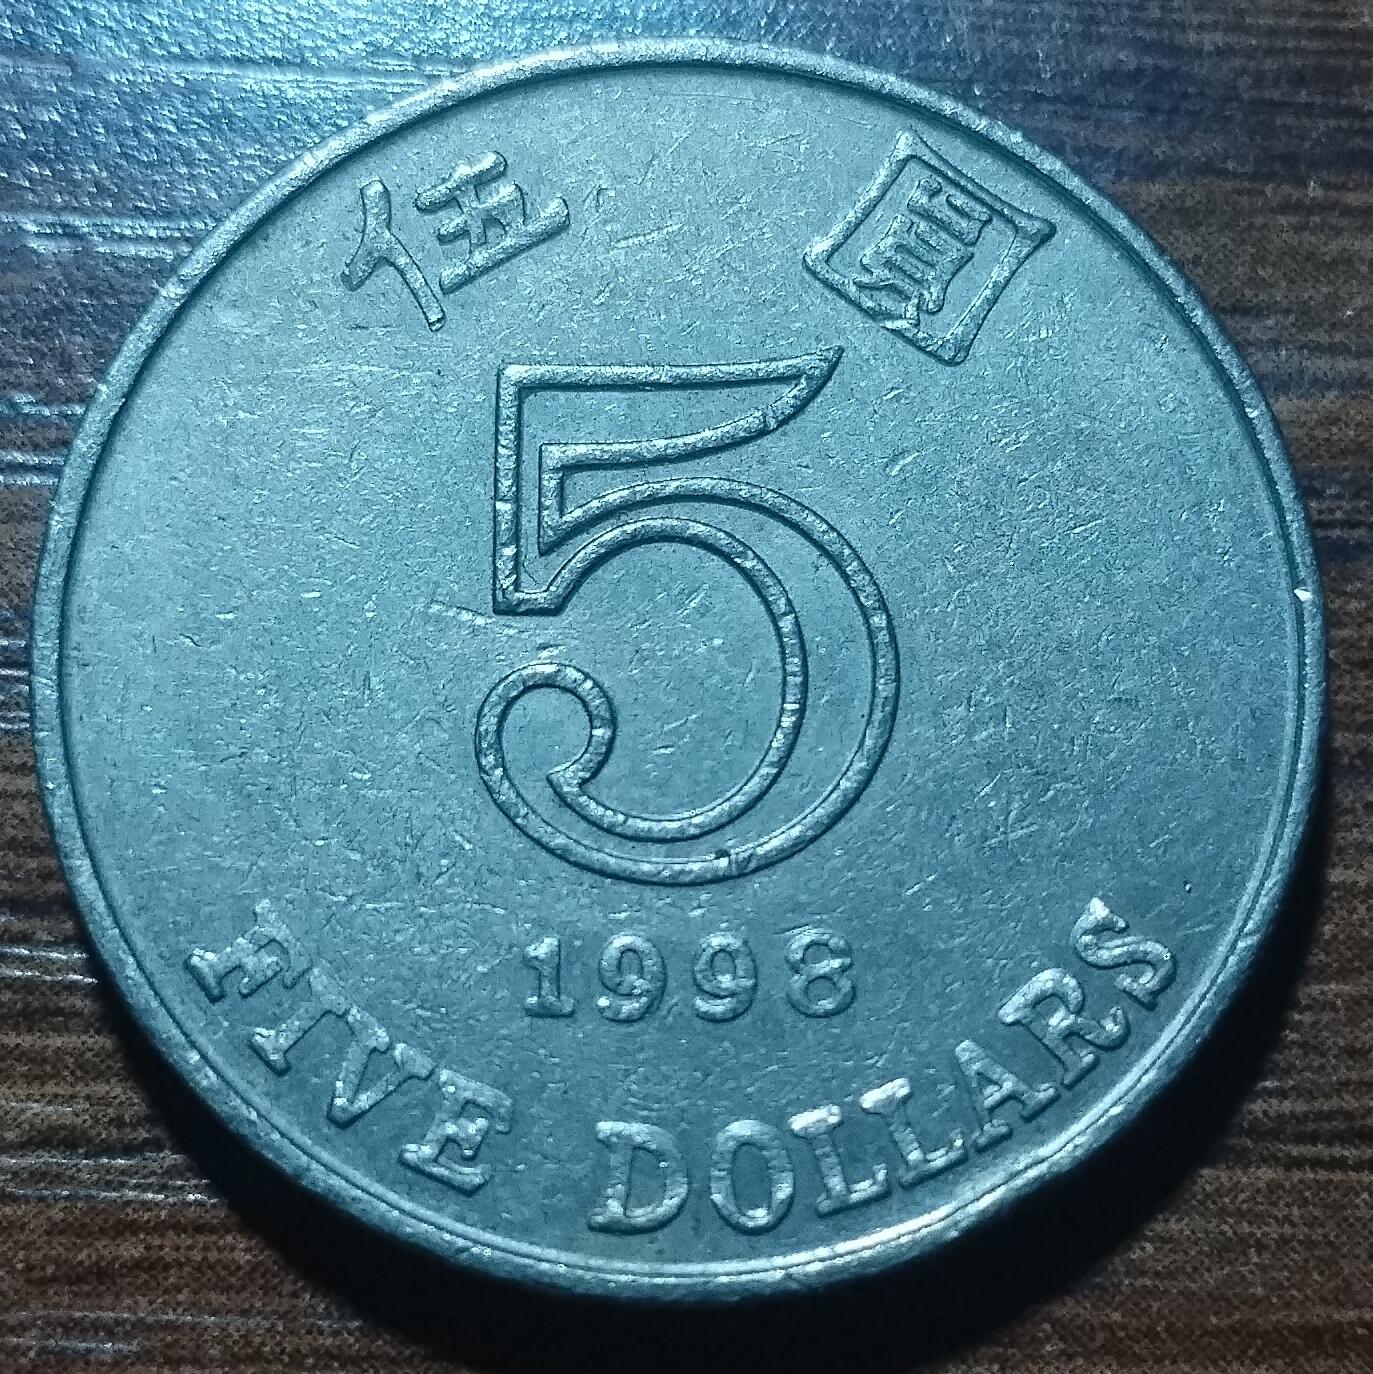 伍 圓
5
1998
FIVE DOLLARS